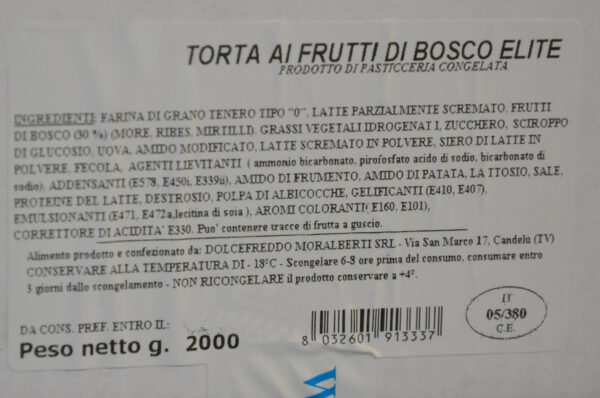 TORTA AI FRUTTI DI BOSCO ELITE
PRODOTTO DI PASTICCERIA CONGELATA
INGREDIENTI: FARINA DI GRANO TENERO TIPO "0", LATTE PARZIALMENTE SCREMATO, FRUTTI
DI BOSCO (30 %) (MORE, RIBES, MIRTILLI), GRASSI VEGETALI IDROGENAT I, ZUCCHERO, SCIROPPO
DI GLUCOSIO, UOVA, AMIDO MODIFICATO, LATTE SCREMATO IN POLVERE, SIERO DI LATTE IN
POLVERE, FECOLA, AGENTI LIEVITANTI ( ammonio bicarbonato, pirofosfato acido di sodio, bicarbonato di
sodio), ADDENSANTI (E578, E450i, E339ii), AMIDO DI FRUMENTO, AMIDO DI PATATA, LA TTOSIO, SALE,
PROTEINE DEL LATTE, DESTROSIO, POLPA DI ALBICOCCHE, GELIFICANTI (E410, E407),
EMULSIONANTI (E471, E472a,lecitina di soia ), AROMI COLORANTI( E160, E101),
CORRETTORE DI ACIDITA' E330. Puo' contenere tracce di frutta a guscio.
Alimento prodotto e confezionato da: DOLCEFREDDO MORALBERTI SRL - Via San Marco 17, Candelù (TV)
CONSERVARE ALLA TEMPERATURA DI - 18°C - Scongelare 6-8 ore prima del consumo, consumare entro
3 giorni dallo scongelamento - NON RICONGELARE il prodotto conservare a +4°.
DA CONS. PREF. ENTRO IL:
Peso netto g. 2000
8 032601 913337
IT
05/380
C.E.